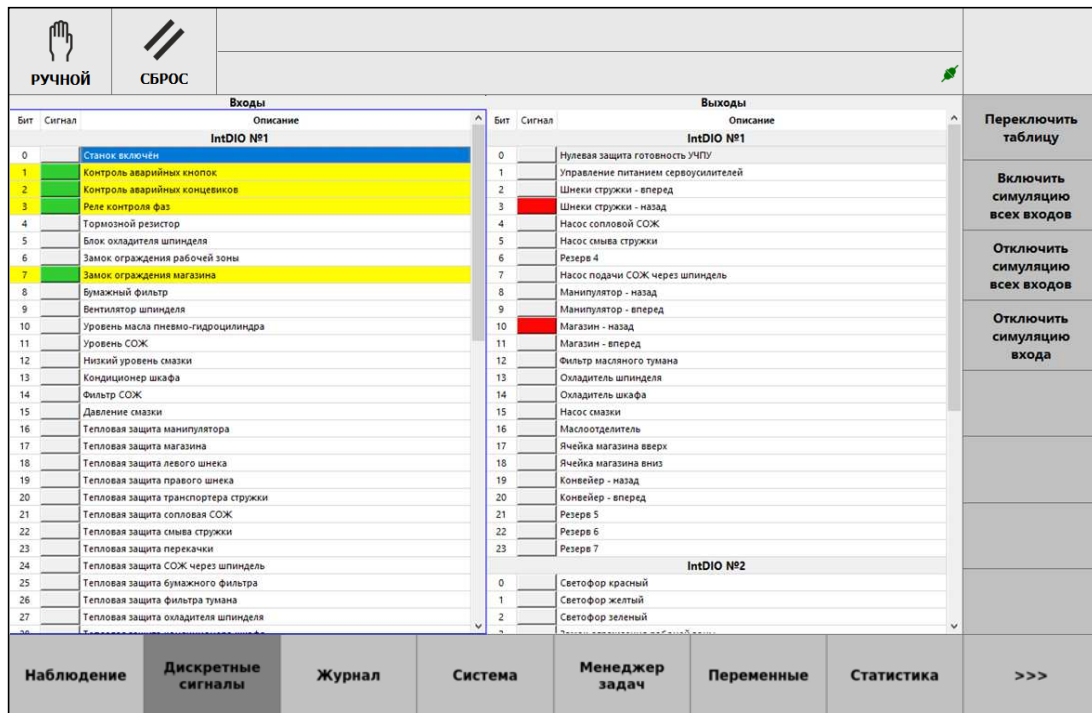 РУЧНОЙ
СБРОС
Входы
Бит Сигнал Описание
IntDIO №1
0 Станок включён
1 Контроль аварийных кнопок
2 Контроль аварийных концевиков
3 Реле контроля фаз
4 Тормозной резистор
5 Блок охладителя шпинделя
6 Замок ограждения рабочей зоны
7 Замок ограждения магазина
8 Бумажный фильтр
9 Вентилятор шпинделя
10 Уровень масла пневмо-гидроцилиндра
11 Уровень СОЖ
12 Низкий уровень смазки
13 Кондиционер шкафа
14 Фильтр СОЖ
15 Давление смазки
16 Тепловая защита манипулятора
17 Тепловая защита магазина
18 Тепловая защита левого шнека
19 Тепловая защита правого шнека
20 Тепловая защита транспортера стружки
21 Тепловая защита сопловая СОЖ
22 Тепловая защита смыва стружки
23 Тепловая защита перекачки
24 Тепловая защита СОЖ через шпиндель
25 Тепловая защита бумажного фильтра
26 Тепловая защита фильтра тумана
27 Тепловая защита охладителя шпинделя
Выходы
Бит Сигнал Описание
IntDIO №1
0 Нулевая защита готовность УЧПУ
1 Управление питанием сервоусилителей
2 Шнеки стружки - вперед
3 Шнеки стружки - назад
4 Насос сопловой СОЖ
5 Насос смыва стружки
6 Резерв 4
7 Насос подачи СОЖ через шпиндель
8 Манипулятор - назад
9 Манипулятор - вперед
10 Магазин - назад
11 Магазин - вперед
12 Фильтр масляного тумана
13 Охладитель шпинделя
14 Охладитель шкафа
15 Насос смазки
16 Маслоотделитель
17 Ячейка магазина вверх
18 Ячейка магазина вниз
19 Конвейер - назад
20 Конвейер - вперед
21 Резерв 5
22 Резерв 6
23 Резерв 7
IntDIO №2
0 Светофор красный
1 Светофор желтый
2 Светофор зеленый
Переключить
таблицу
Включить
симуляцию
всех входов
Отключить
симуляцию
всех входов
Отключить
симуляцию
входа
Наблюдение
Дискретные
сигналы
Журнал
Система
Менеджер
задач
Переменные
Статистика
>>>